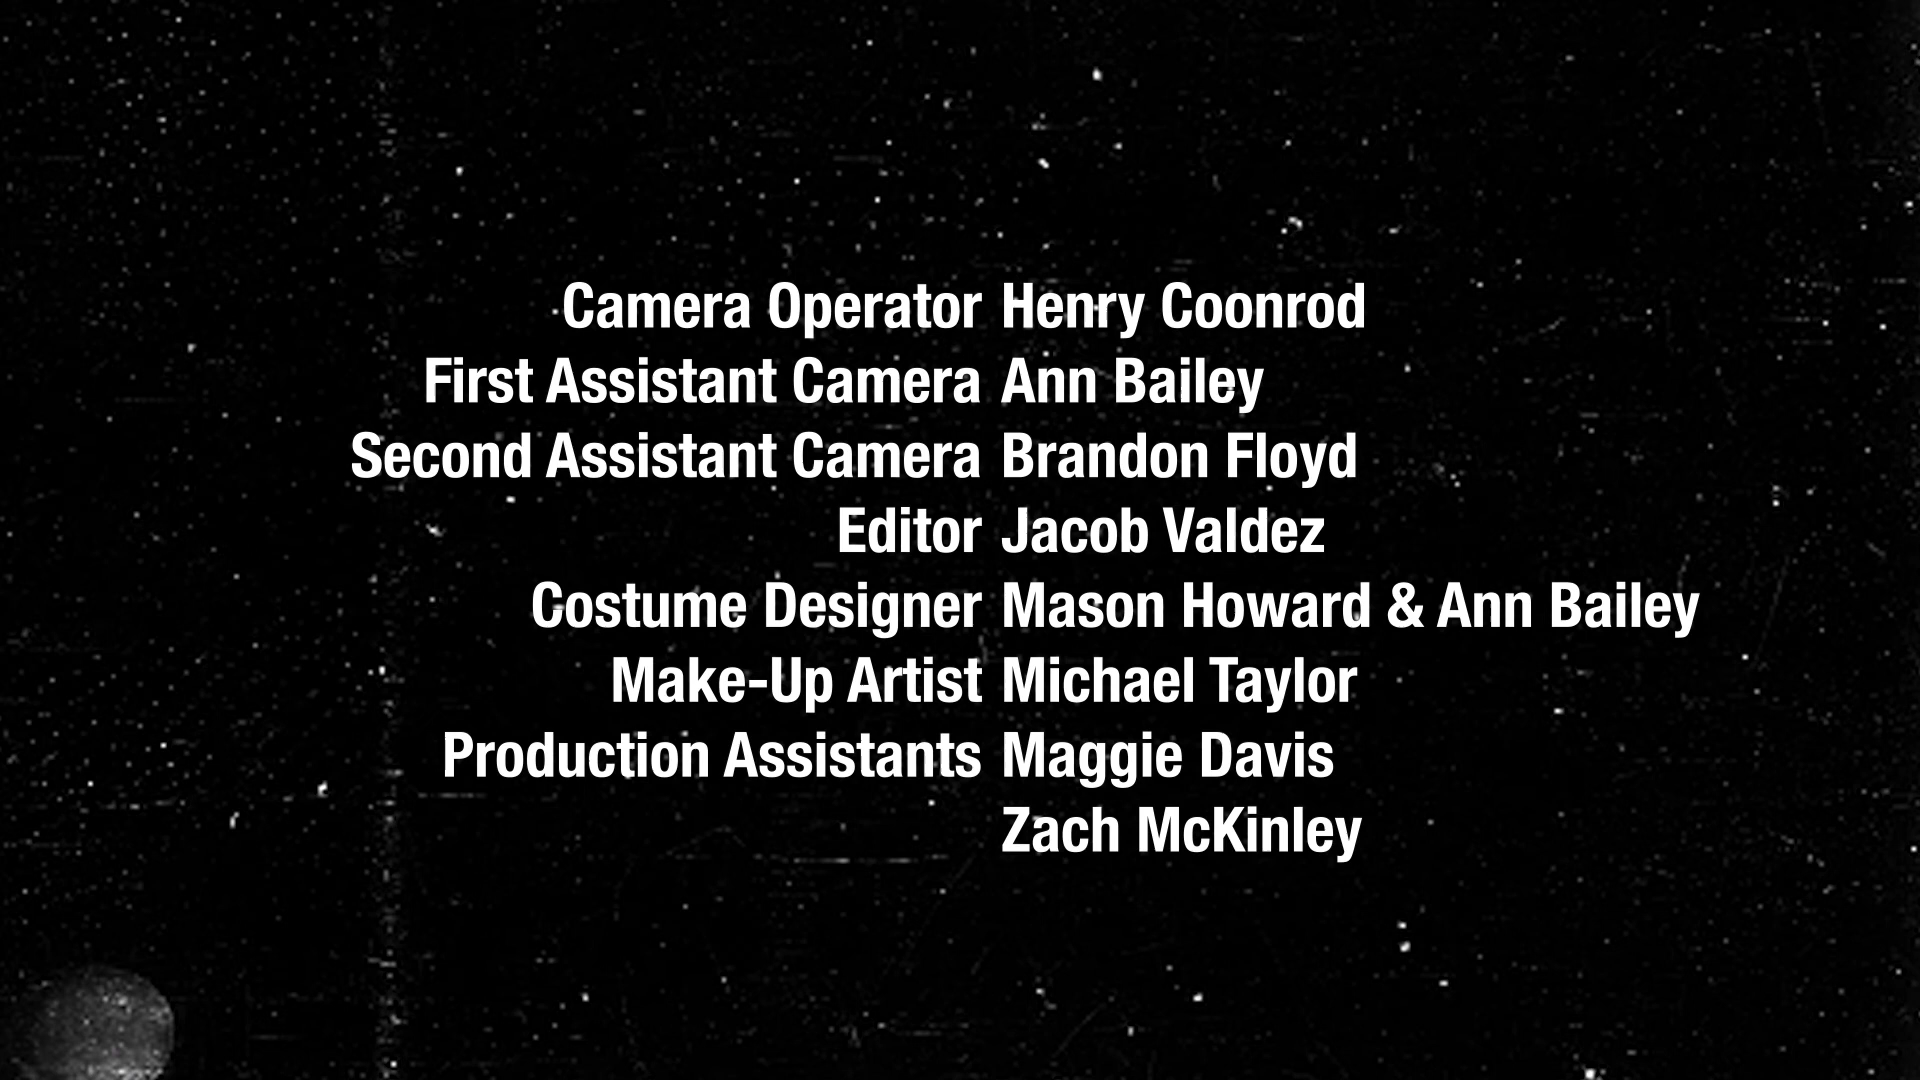 Camera Operator Henry Coonrod
First Assistant Camera Ann Bailey
Second Assistant Camera Brandon Floyd
Editor Jacob Valdez
Costume Designer Mason Howard & Ann Bailey
Make-Up Artist Michael Taylor
Production Assistants Maggie Davis
Zach McKinley